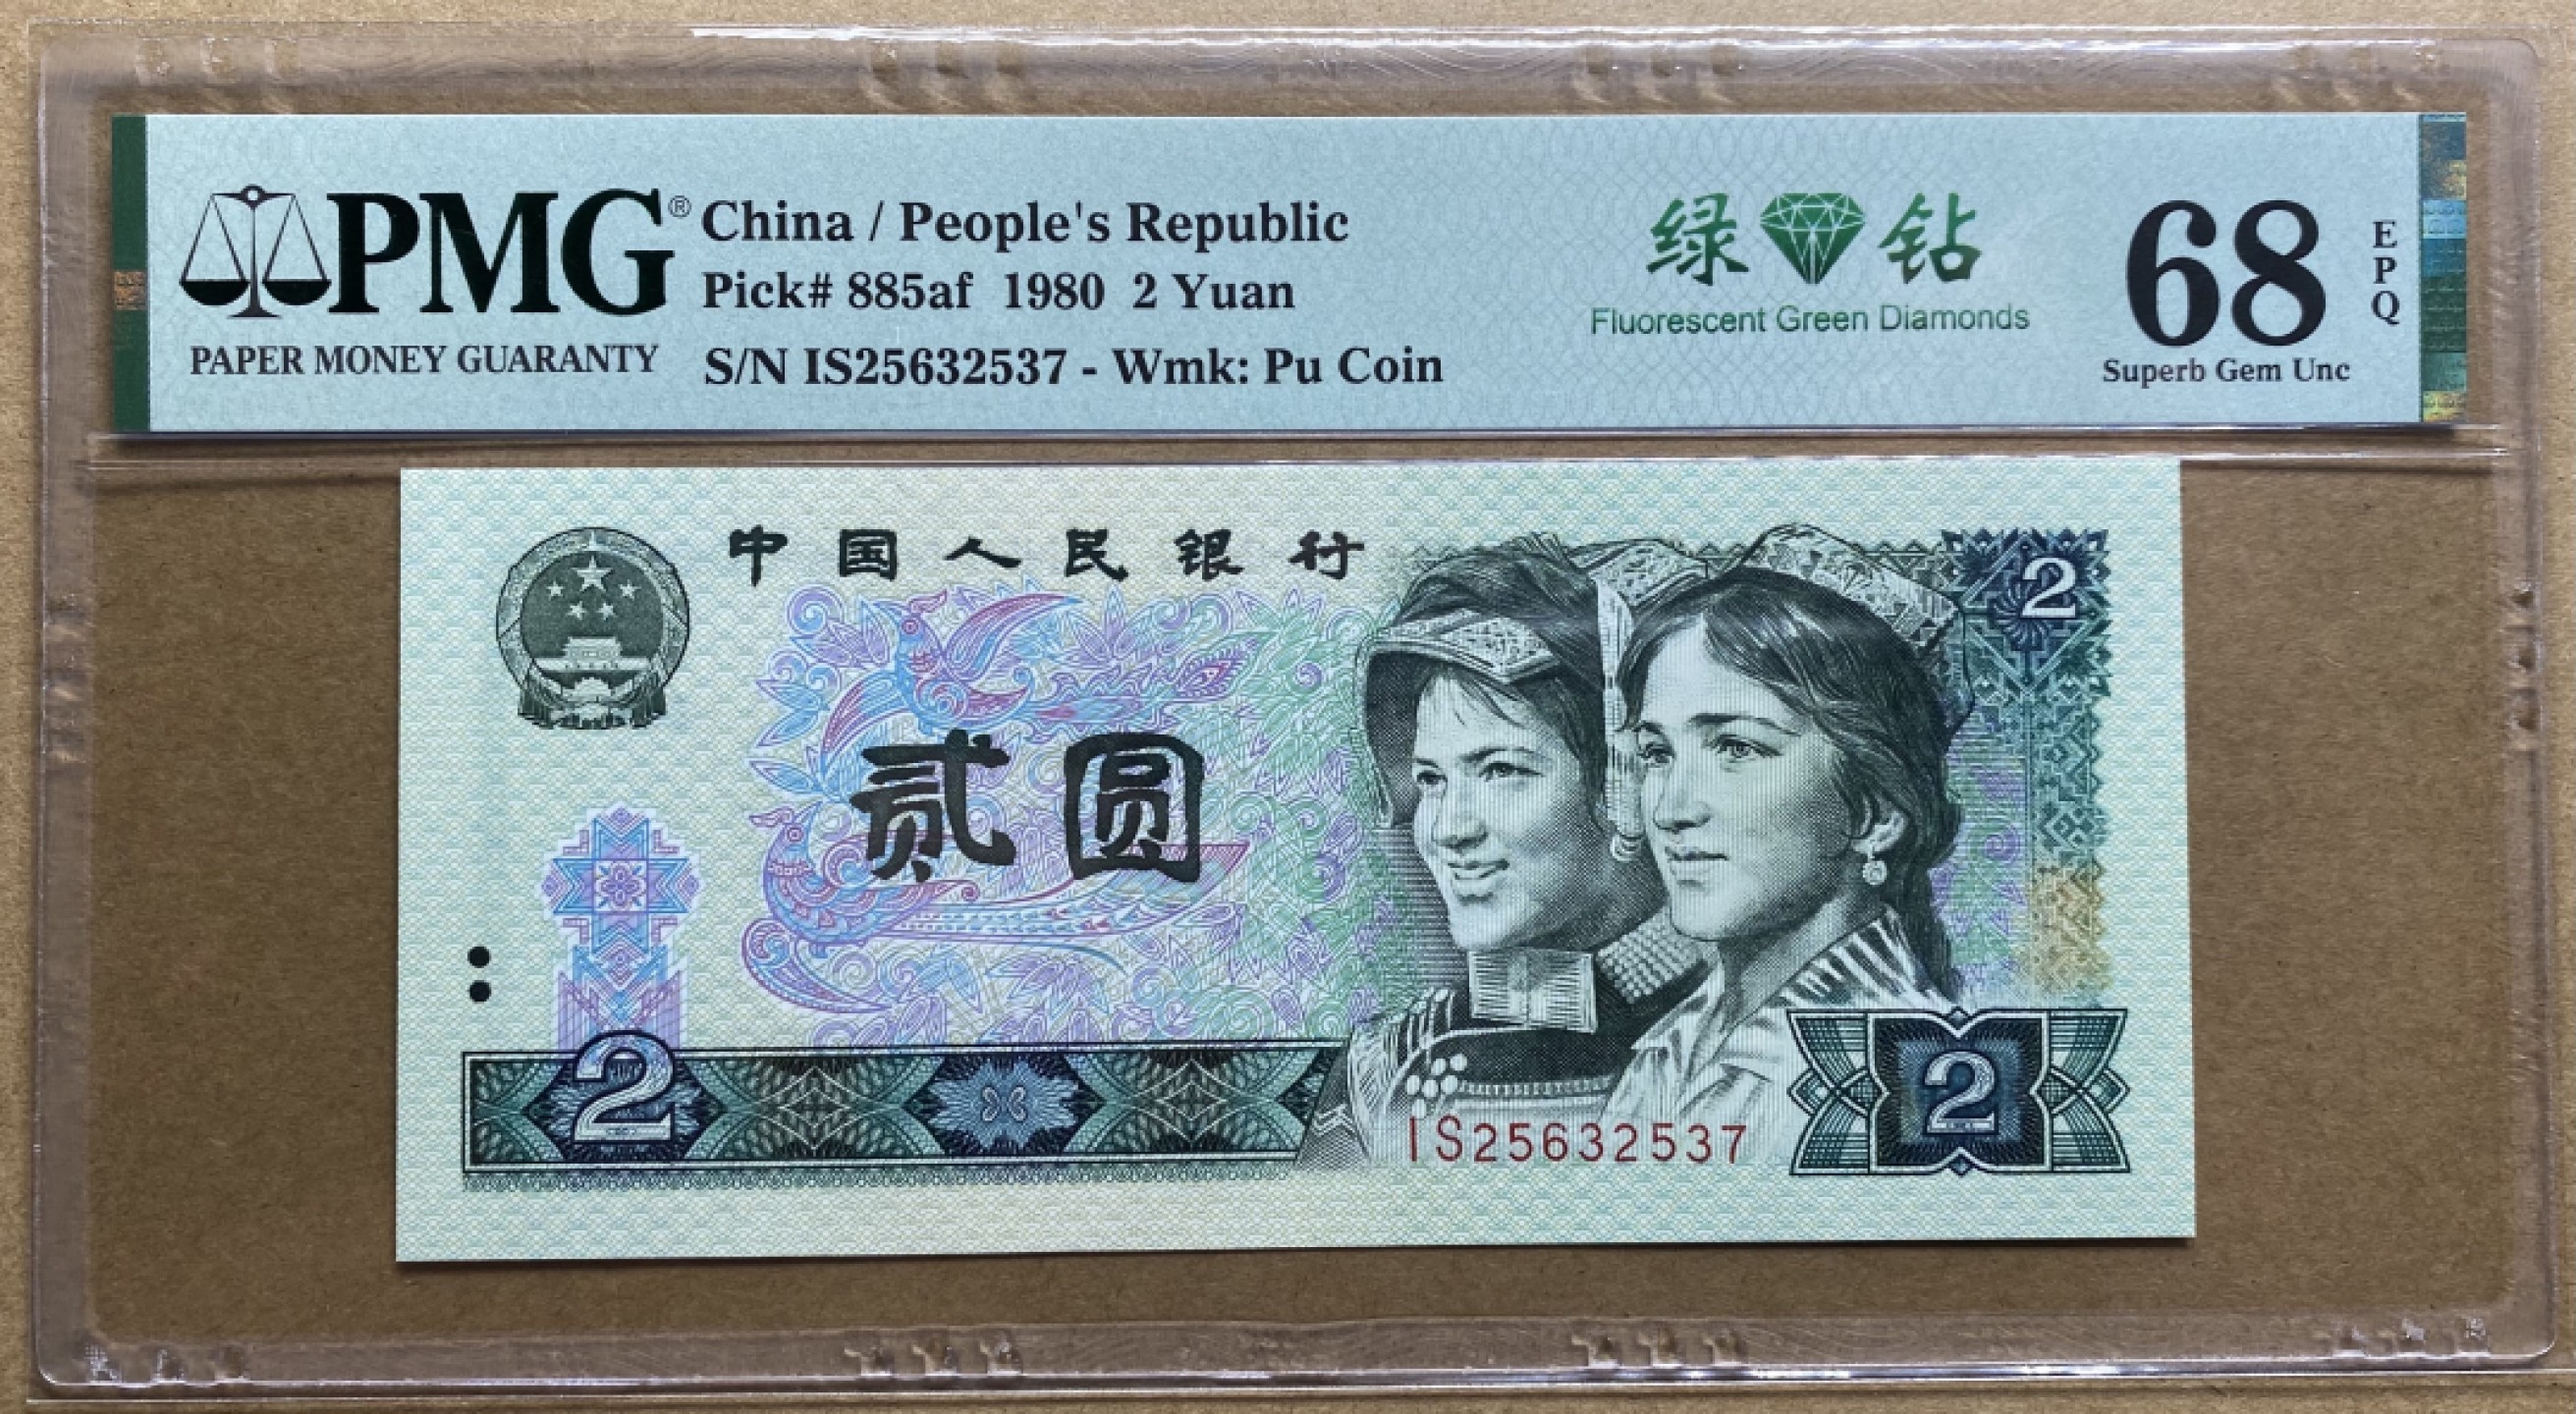 PMG®
PAPER MONEY GUARANTY
China / People's Republic
Pick# 885af 1980 2 Yuan
S/N IS25632537 - Wmk: Pu Coin
绿 钻
Fluorescent Green Diamonds
68
EPQ
Superb Gem Unc
中国人民银行
2
贰圆
2
IS25632537
2